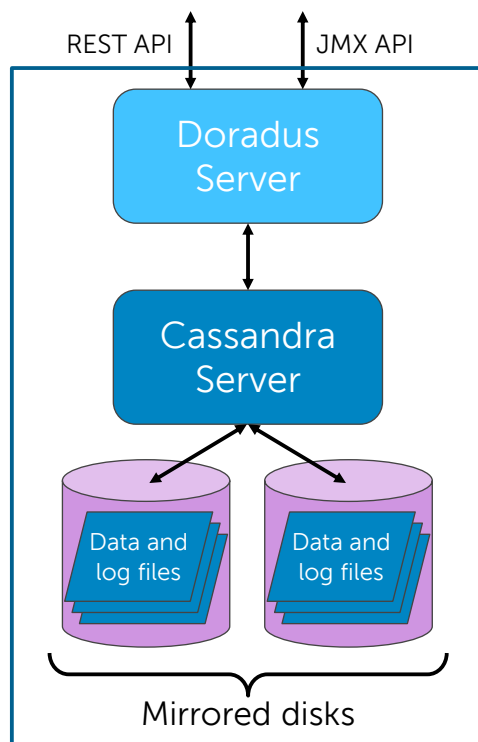 REST API
JMX API
Doradus
Server
Cassandra
Server
Data and
log files
Data and
log files
Mirrored disks